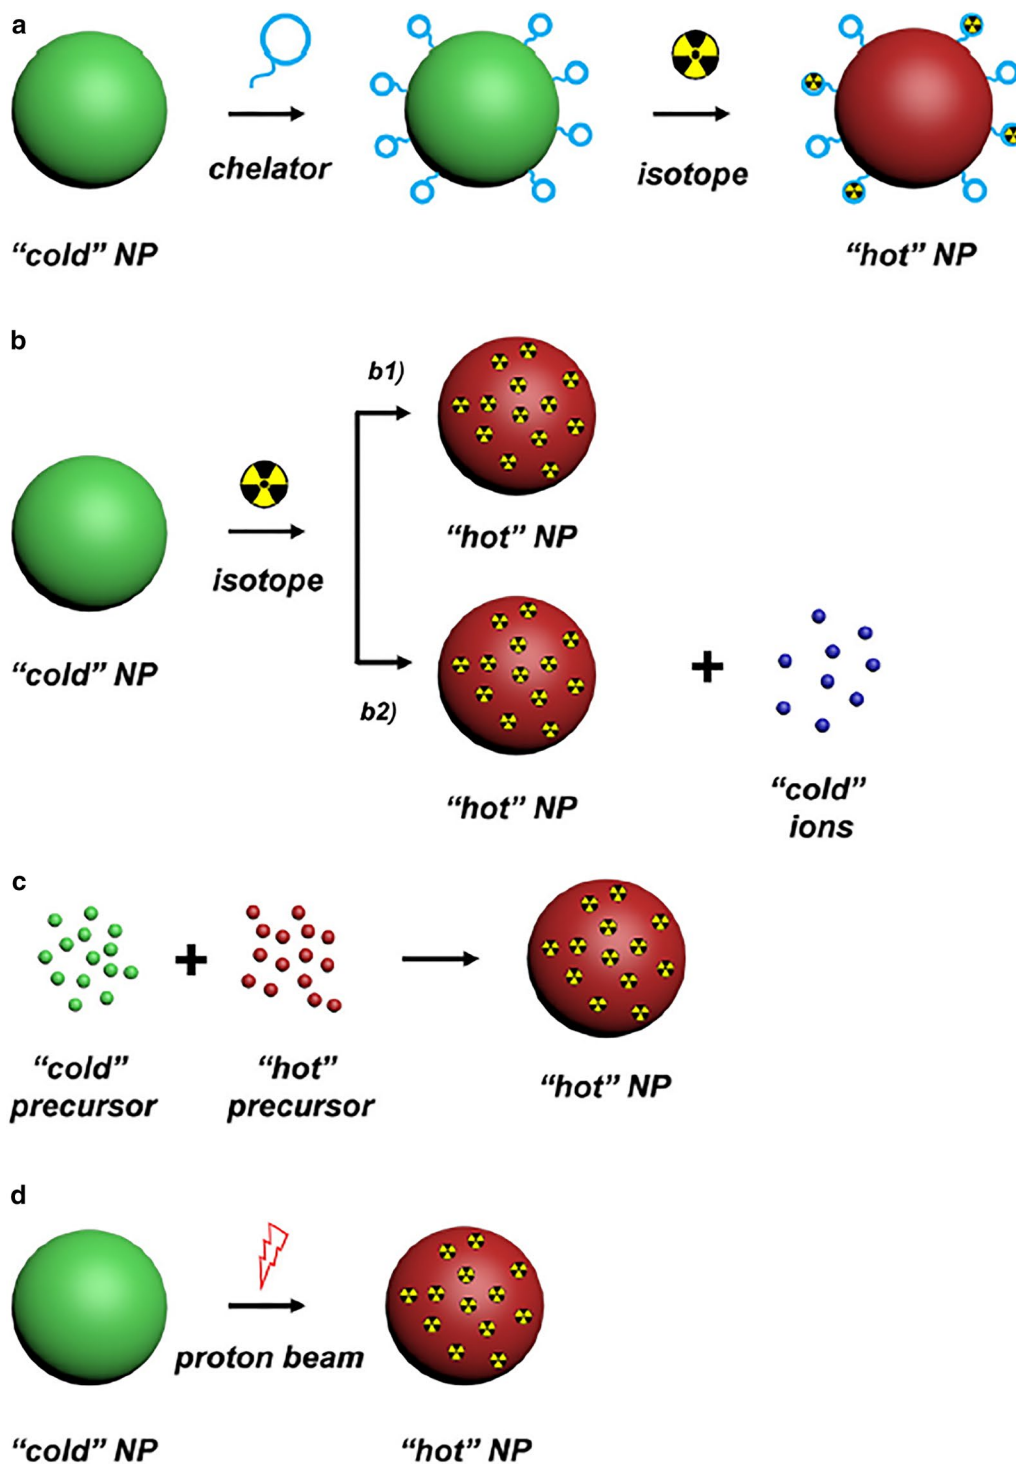 a
chelator
isotope
“cold” NP
“hot” NP
b
b1)
“hot” NP
isotope
“cold” NP
b2)
“hot” NP
“cold”
ions
c
“cold”
precursor
“hot”
precursor
“hot” NP
d
proton beam
“cold” NP
“hot” NP